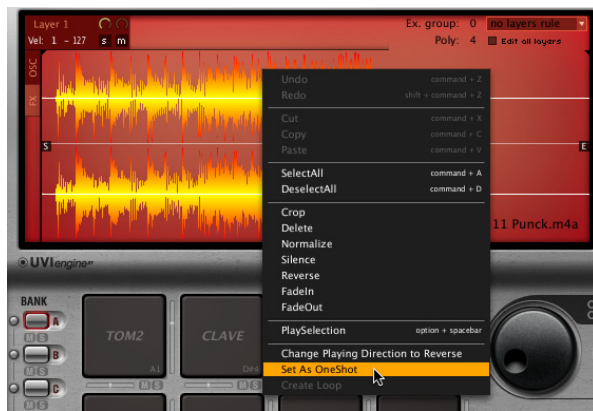 Layer 1
Ex. group: 0 no layers rule
Vel: 1 - 127 s m
Poly: 4 Edit all layers
OSC
FX
S
E
11 Punck.m4a
Undo command + Z
Redo shift + command + Z
Cut command + X
Copy command + C
Paste command + V
SelectAll command + A
DeselectAll command + D
Crop
Delete
Normalize
Silence
Reverse
FadeIn
FadeOut
PlaySelection option + spacebar
Change Playing Direction to Reverse
Set As OneShot
Create Loop
UVIengine
BANK
A
M S
B
M S
C
M S
TOM2
A1
M S
CLAVE
D#4